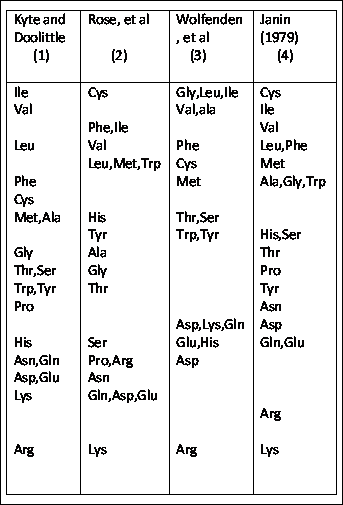 Kyte and Doolittle (1)
Rose, et al (2)
Wolfenden , et al (3)
Janin (1979) (4)
Ile Cys Gly,Leu,Ile Cys
Val Val,ala Ile
Phe,Ile Val
Leu Val Phe Leu,Phe
Leu,Met,Trp Cys Met
Phe Met Ala,Gly,Trp
Cys
Met,Ala His Thr,Ser
Tyr Trp,Tyr His,Ser
Gly Ala Thr
Thr,Ser Gly Pro
Trp,Tyr Thr Tyr
Pro Asn
Asp,Lys,Gln Asp
His Ser Glu,His Gln,Glu
Asn,Gln Pro,Arg Asp
Asp,Glu Asn
Lys Gln,Asp,Glu
Arg
Arg Lys Arg Lys